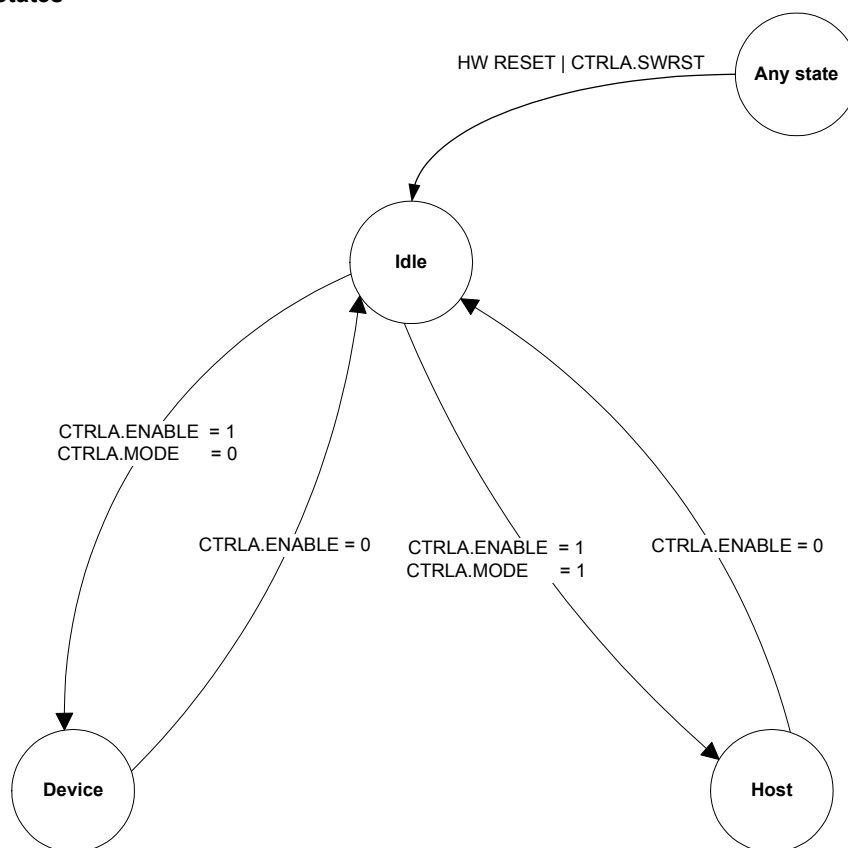 HW RESET | CTRLA.SWRST
Any state
Idle
CTRLA.ENABLE = 1
CTRLA.MODE = 0
CTRLA.ENABLE = 0
CTRLA.ENABLE = 1
CTRLA.MODE = 1
CTRLA.ENABLE = 0
Device
Host